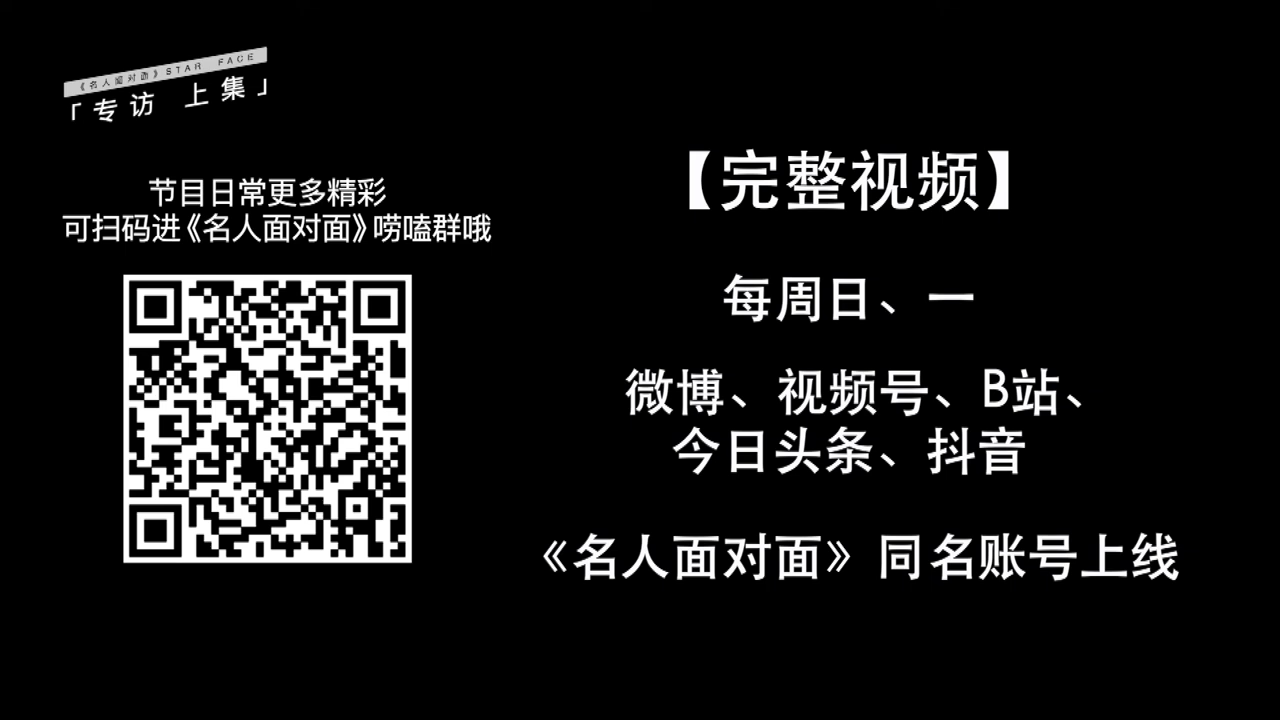 《名人面对面》STAR FACE
「专访 上集」
节目日常更多精彩
可扫码进《名人面对面》唠嗑群哦
【完整视频】
每周日、一
微博、视频号、B站、
今日头条、抖音
《名人面对面》同名账号上线